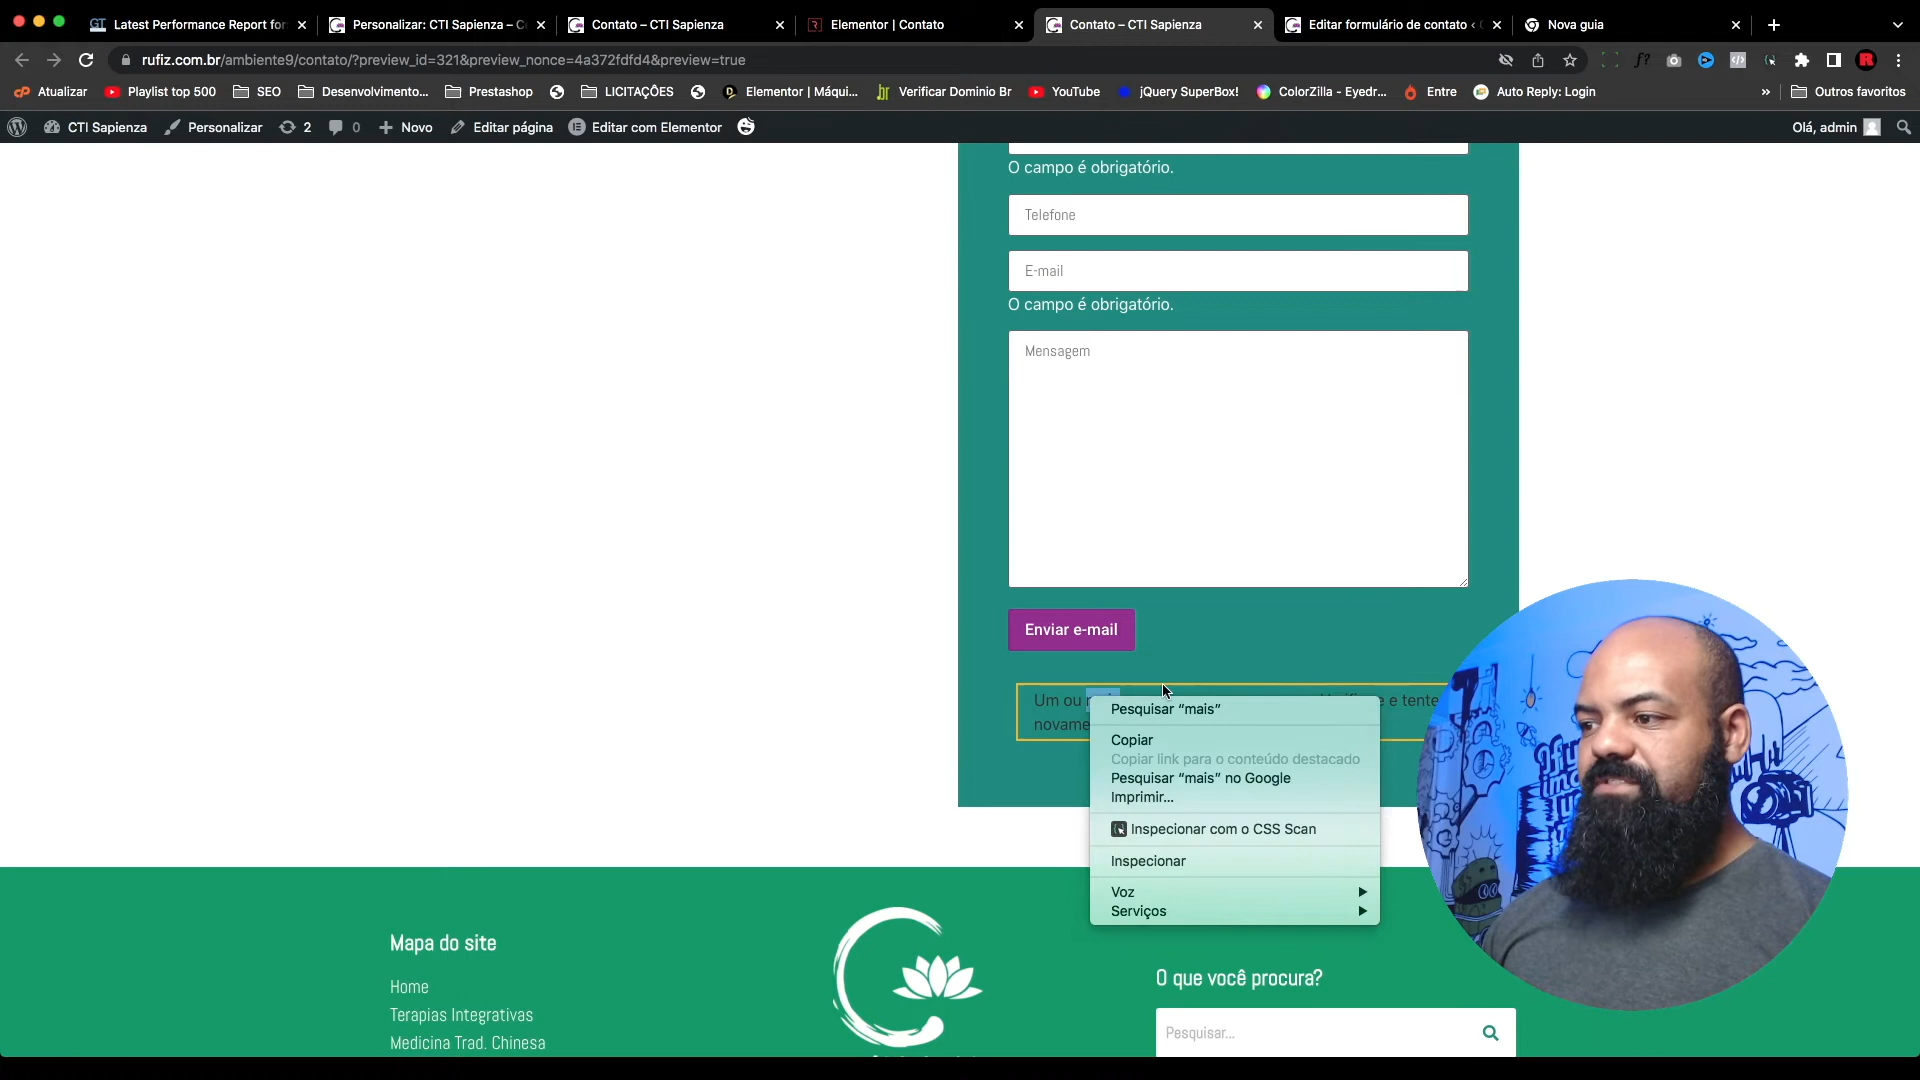 Latest Performance Report for
Personalizar: CTI Sapienza – C
Contato – CTI Sapienza
Elementor | Contato
Contato – CTI Sapienza
Editar formulário de contato ‹
Nova guia
rufiz.com.br/ambiente9/contato/?preview_id=321&preview_nonce=4a372fdfd4&preview=true
Atualizar
Playlist top 500
SEO
Desenvolvimento...
Prestashop
LICITAÇÕES
Elementor | Máqui...
Verificar Dominio Br
YouTube
jQuery SuperBox!
ColorZilla - Eyedr...
Entre
Auto Reply: Login
»
Outros favoritos
CTI Sapienza
Personalizar
2
0
Novo
Editar página
Editar com Elementor
Olá, admin
O campo é obrigatório.
Telefone
E-mail
O campo é obrigatório.
Mensagem
Enviar e-mail
Um ou
e tente
novame
Pesquisar “mais”
Copiar
Copiar link para o conteúdo destacado
Pesquisar “mais” no Google
Imprimir...
Inspecionar com o CSS Scan
Inspecionar
Voz
Serviços
Mapa do site
Home
Terapias Integrativas
Medicina Trad. Chinesa
O que você procura?
Pesquisar...